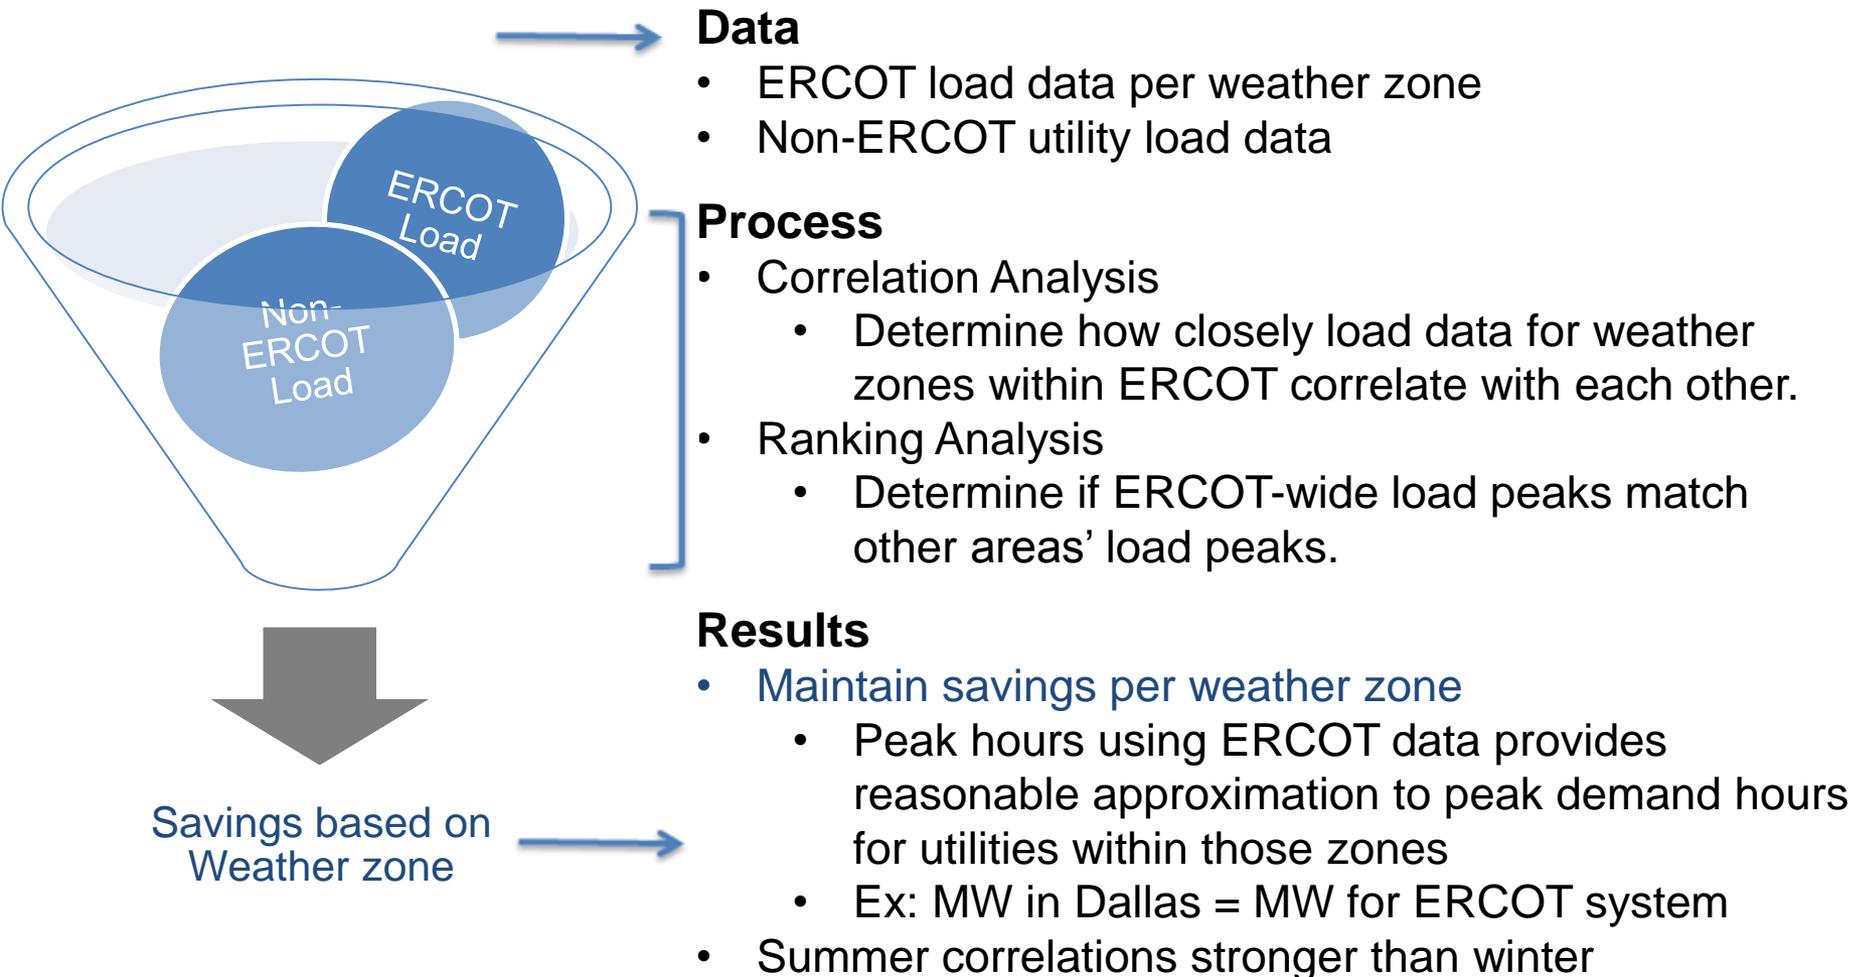 Data
• ERCOT load data per weather zone
• Non-ERCOT utility load data
ERCOT
Load
Non-
ERCOT
Load
Process
• Correlation Analysis
• Determine how closely load data for weather
zones within ERCOT correlate with each other.
• Ranking Analysis
• Determine if ERCOT-wide load peaks match
other areas’ load peaks.
Results
• Maintain savings per weather zone
• Peak hours using ERCOT data provides
reasonable approximation to peak demand hours
for utilities within those zones
• Ex: MW in Dallas = MW for ERCOT system
• Summer correlations stronger than winter
Savings based on
Weather zone